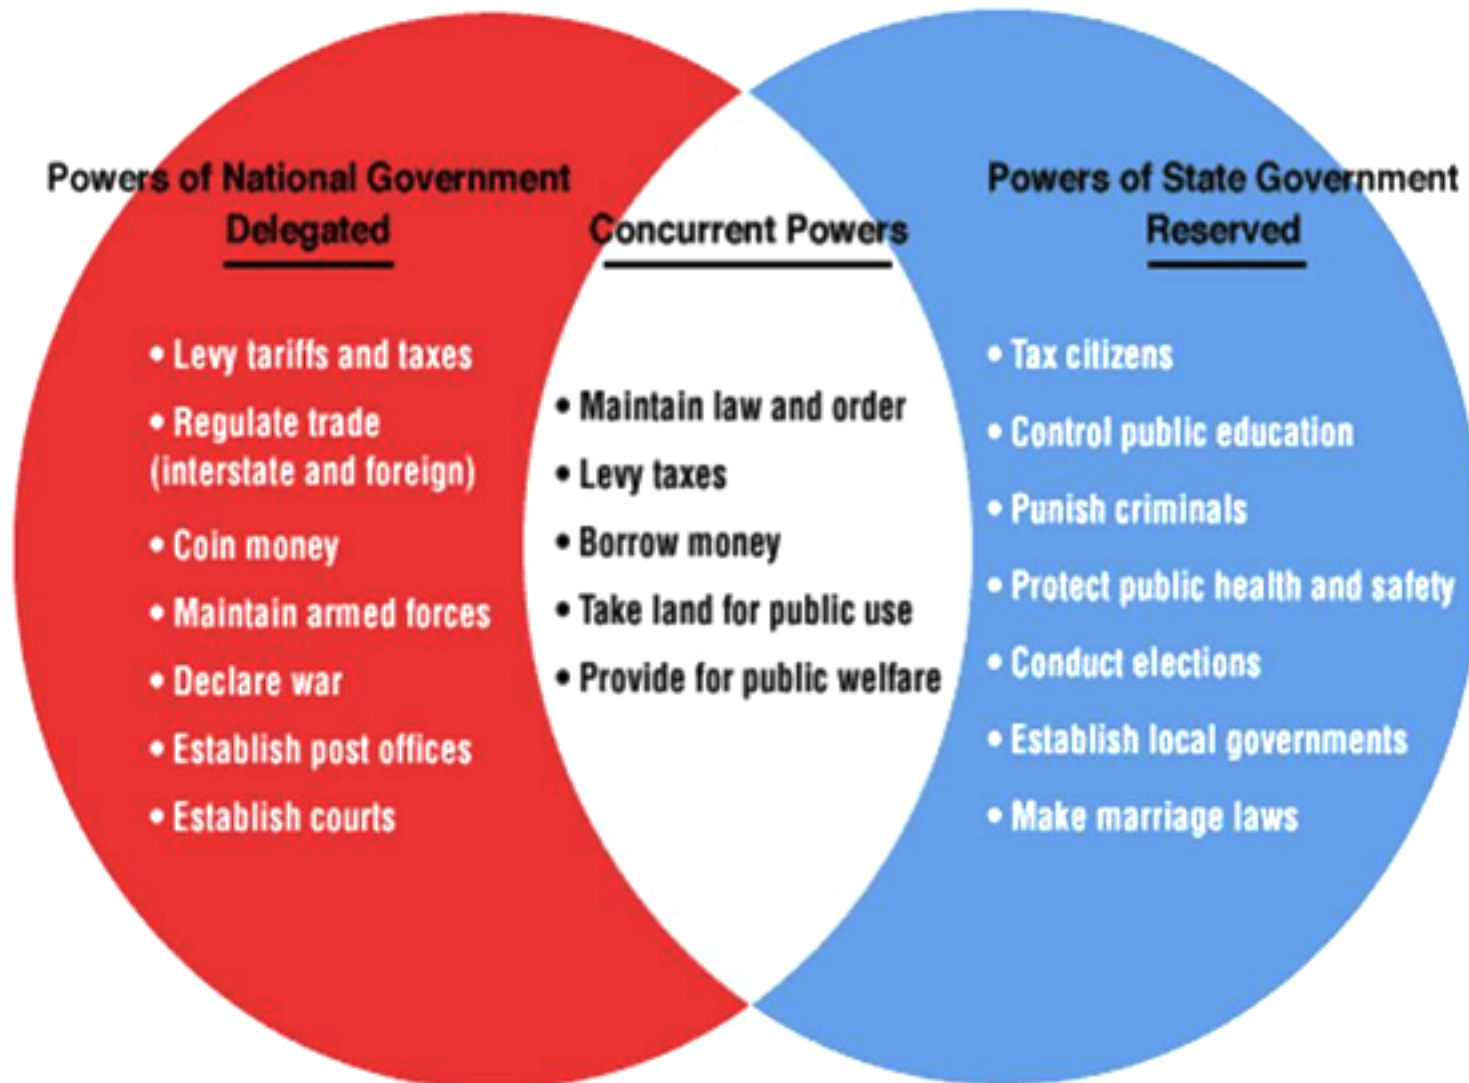 Powers of National Government
Delegated
• Levy tariffs and taxes
• Regulate trade
(interstate and foreign)
• Coin money
• Maintain armed forces
• Declare war
• Establish post offices
• Establish courts
Concurrent Powers
• Maintain law and order
• Levy taxes
• Borrow money
• Take land for public use
• Provide for public welfare
Powers of State Government
Reserved
• Tax citizens
• Control public education
• Punish criminals
• Protect public health and safety
• Conduct elections
• Establish local governments
• Make marriage laws